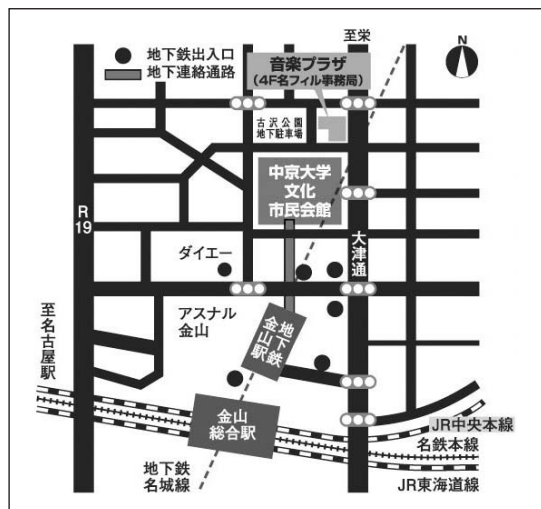 至栄
N
地下鉄出入口
地下連絡通路
音楽プラザ
(4F名フィル事務局)
古沢公園
地下駐車場
中京大学
文化
市民会館
R
19
大津通
ダイエー
アスナル
金山
地下鉄
金山駅
至名古屋駅
金山
総合駅
地下鉄
名城線
JR中央本線
名鉄本線
JR東海道線